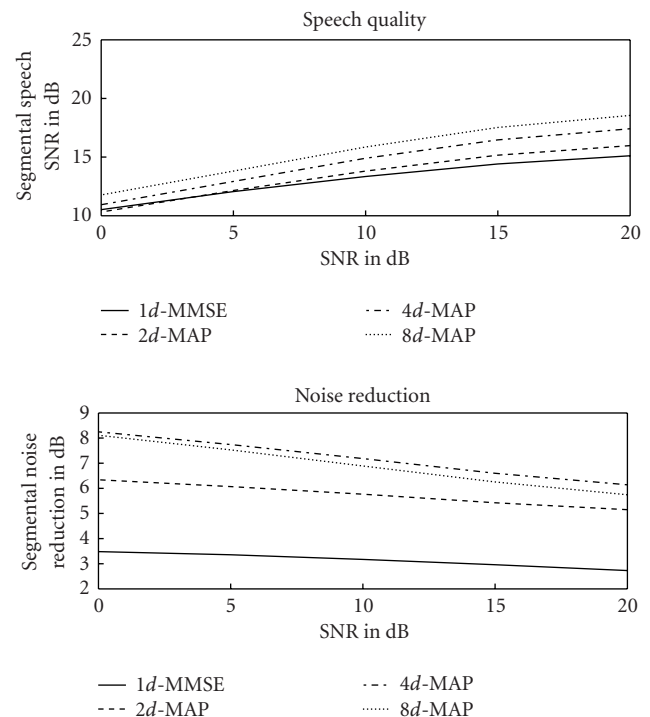 Speech quality
Segmental speech
SNR in dB
25
20
15
10
0 5 10 15 20
SNR in dB
1d-MMSE 4d-MAP
2d-MAP 8d-MAP
Noise reduction
Segmental noise
reduction in dB
9
8
7
6
5
4
3
2
0 5 10 15 20
SNR in dB
1d-MMSE 4d-MAP
2d-MAP 8d-MAP